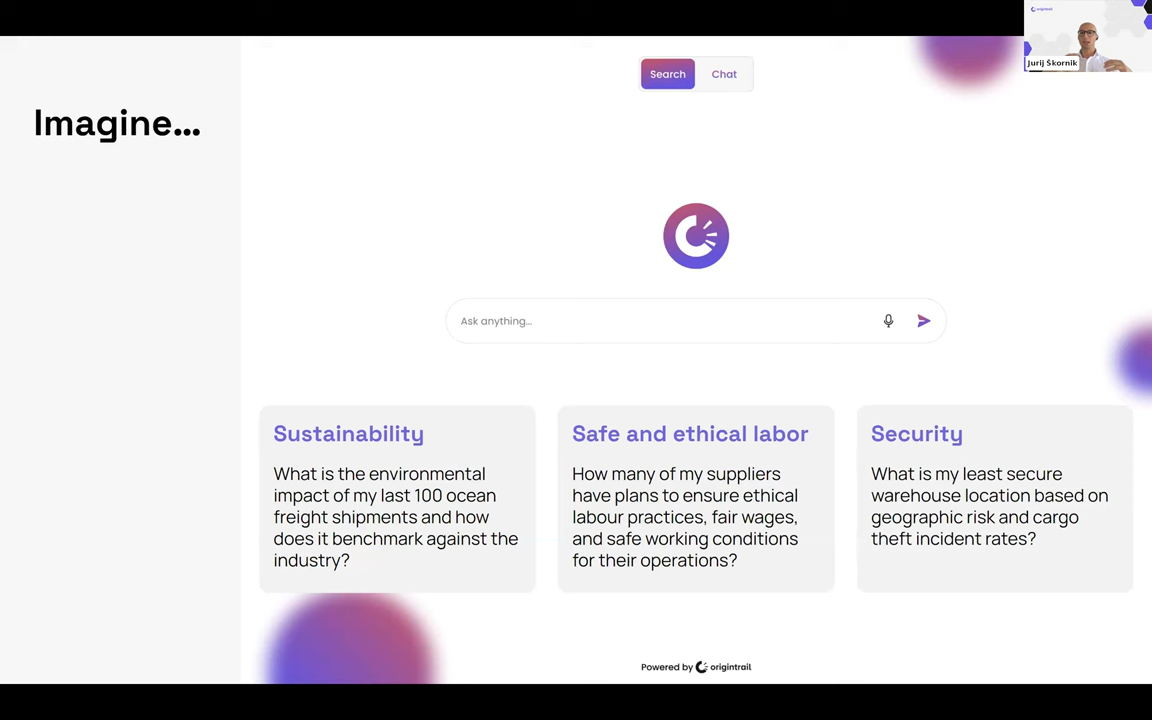 origintrail
Jurij Škornik
Search
Chat
Imagine...
Ask anything...
Sustainability
What is the environmental
impact of my last 100 ocean
freight shipments and how
does it benchmark against the
industry?
Safe and ethical labor
How many of my suppliers
have plans to ensure ethical
labour practices, fair wages,
and safe working conditions
for their operations?
Security
What is my least secure
warehouse location based on
geographic risk and cargo
theft incident rates?
Powered by origintrail